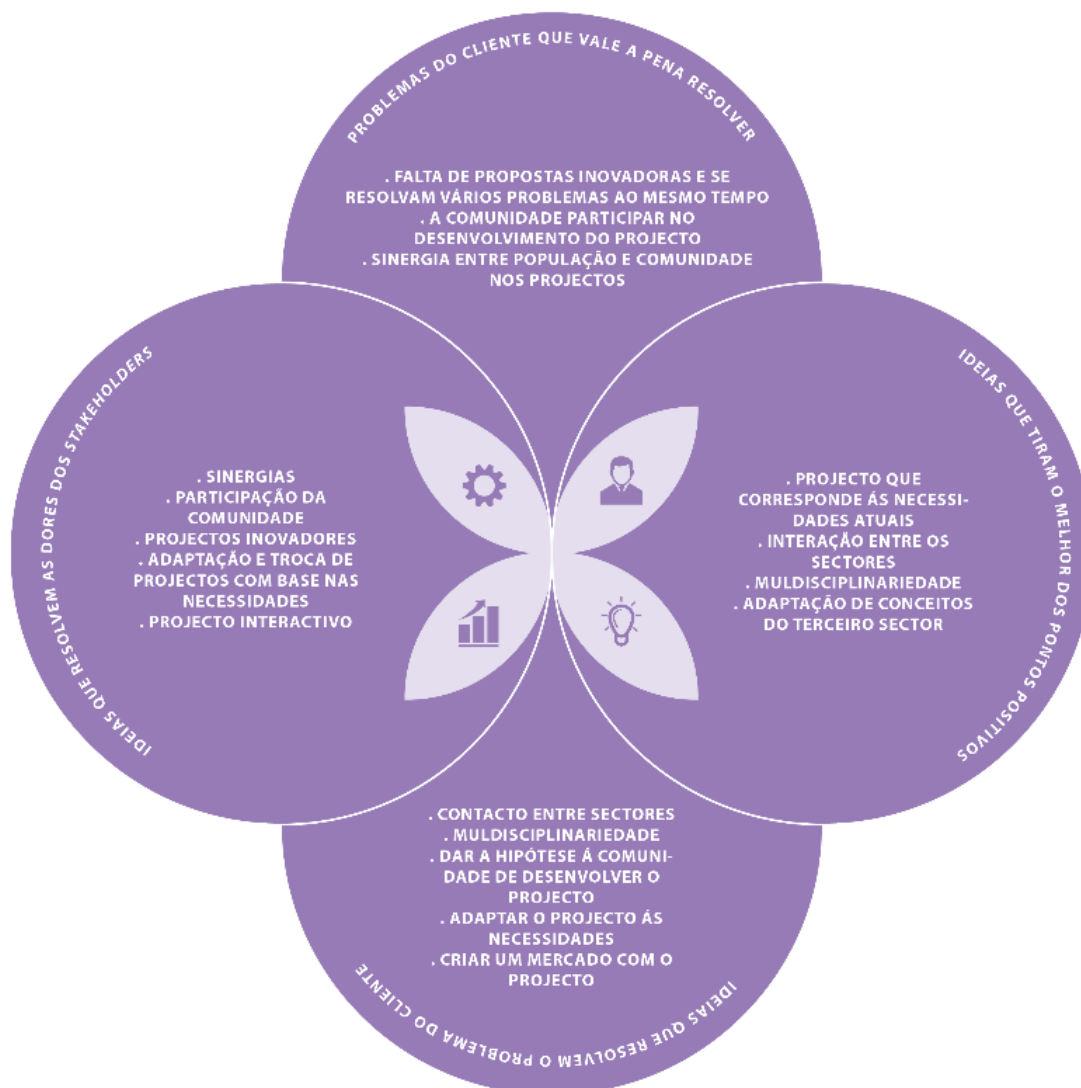 PROBLEMAS DO CLIENTE QUE VALE A PENA RESOLVER
. FALTA DE PROPOSTAS INOVADORAS E SE
RESOLVAM VÁRIOS PROBLEMAS AO MESMO TEMPO
. A COMUNIDADE PARTICIPAR NO
DESENVOLVIMENTO DO PROJECTO
. SINERGIA ENTRE POPULAÇÃO E COMUNIDADE
NOS PROJECTOS
IDEIAS QUE RESOLVEM AS DORES DOS STAKEHOLDERS
. SINERGIAS
. PARTICIPAÇÃO DA
COMUNIDADE
. PROJECTOS INOVADORES
. ADAPTAÇÃO E TROCA DE
PROJECTOS COM BASE NAS
NECESSIDADES
. PROJECTO INTERACTIVO
IDEIAS QUE TIRAM O MELHOR DOS PONTOS POSITIVOS
. PROJECTO QUE
CORRESPONDE ÁS NECESSI-
DADES ATUAIS
. INTERAÇÃO ENTRE OS
SECTORES
. MULDISCIPLINARIEDADE
. ADAPTAÇÃO DE CONCEITOS
DO TERCEIRO SECTOR
. CONTACTO ENTRE SECTORES
. MULDISCIPLINARIEDADE
. DAR A HIPÓTESE Á COMUNI-
DADE DE DESENVOLVER O
PROJECTO
. ADAPTAR O PROJECTO ÁS
NECESSIDADES
. CRIAR UM MERCADO COM O
PROJECTO
IDEIAS QUE RESOLVEM O PROBLEMA DO CLIENTE